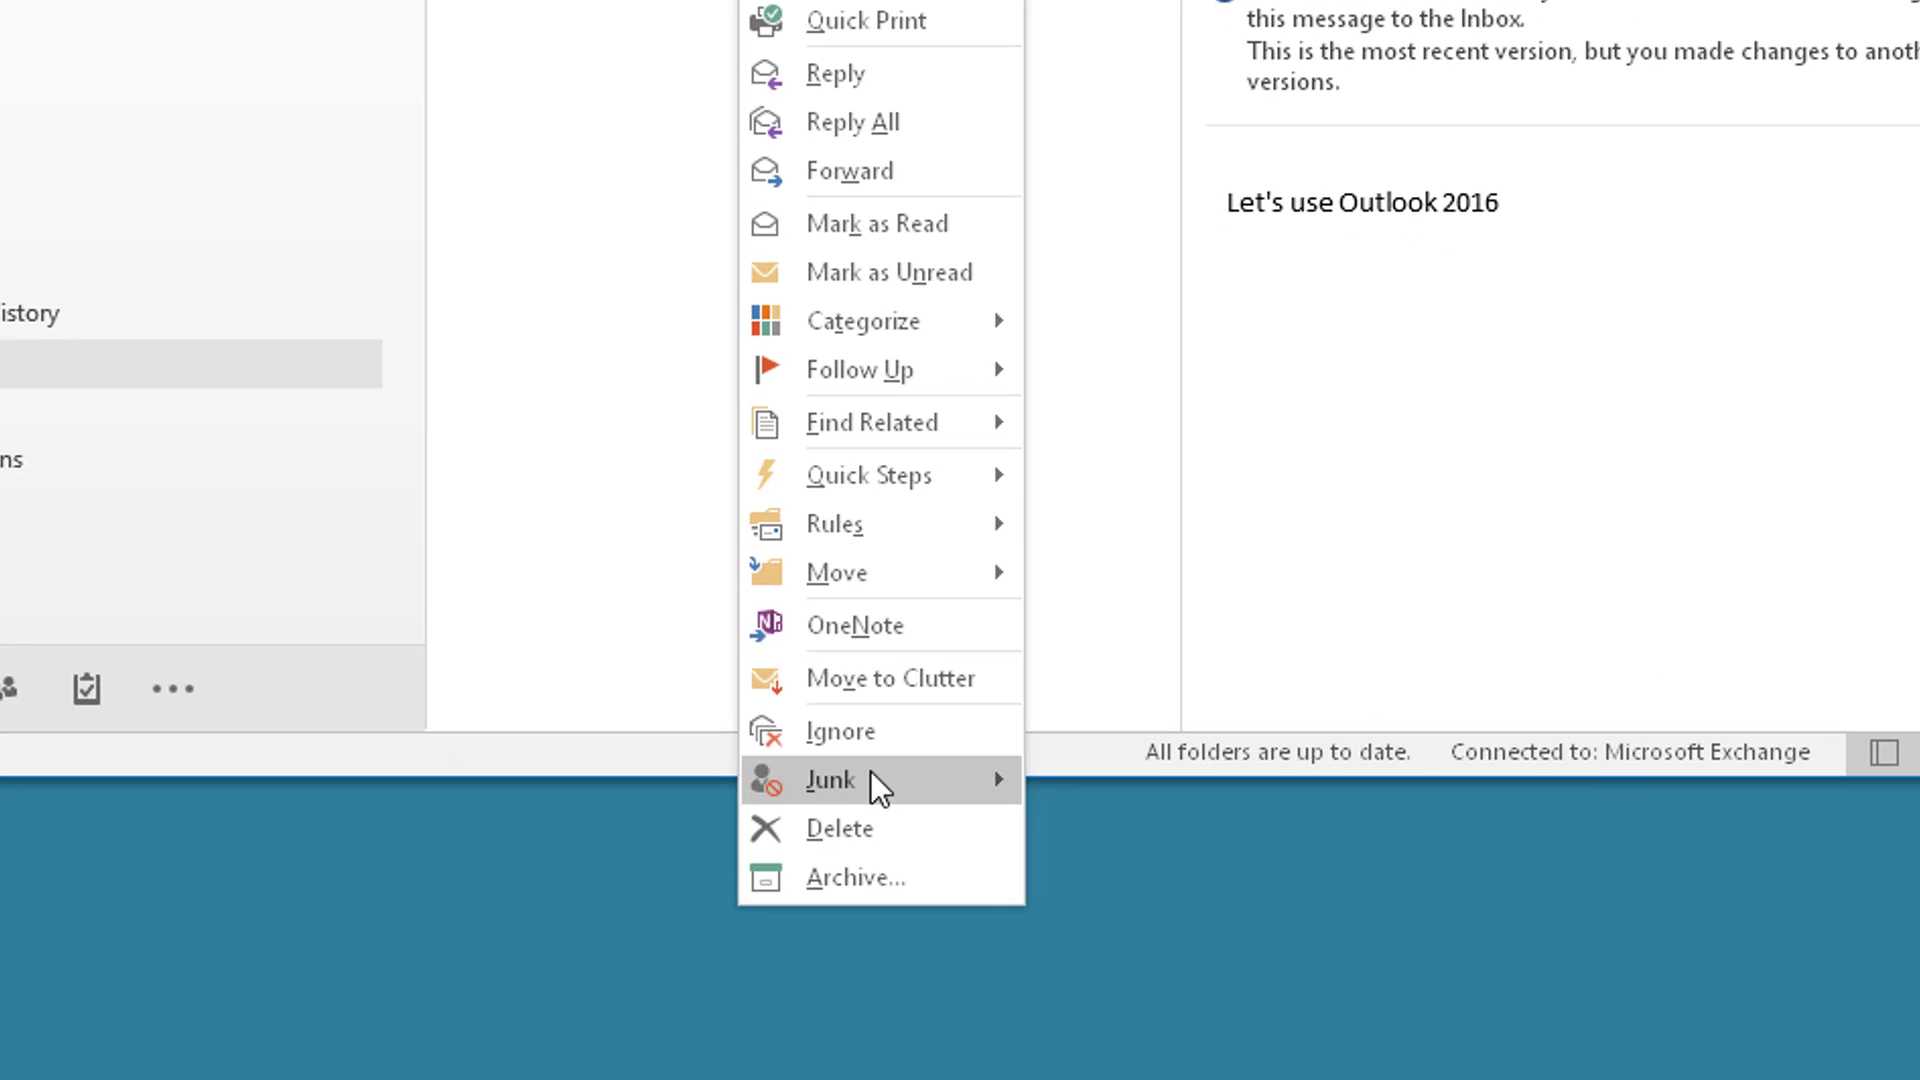 Quick Print
Reply
Reply All
Forward
Mark as Read
Mark as Unread
Categorize
Follow Up
Find Related
Quick Steps
Rules
Move
OneNote
Move to Clutter
Ignore
Junk
Delete
Archive...
istory
ns
this message to the Inbox.
This is the most recent version, but you made changes to anoth
versions.
Let's use Outlook 2016
All folders are up to date.
Connected to: Microsoft Exchange